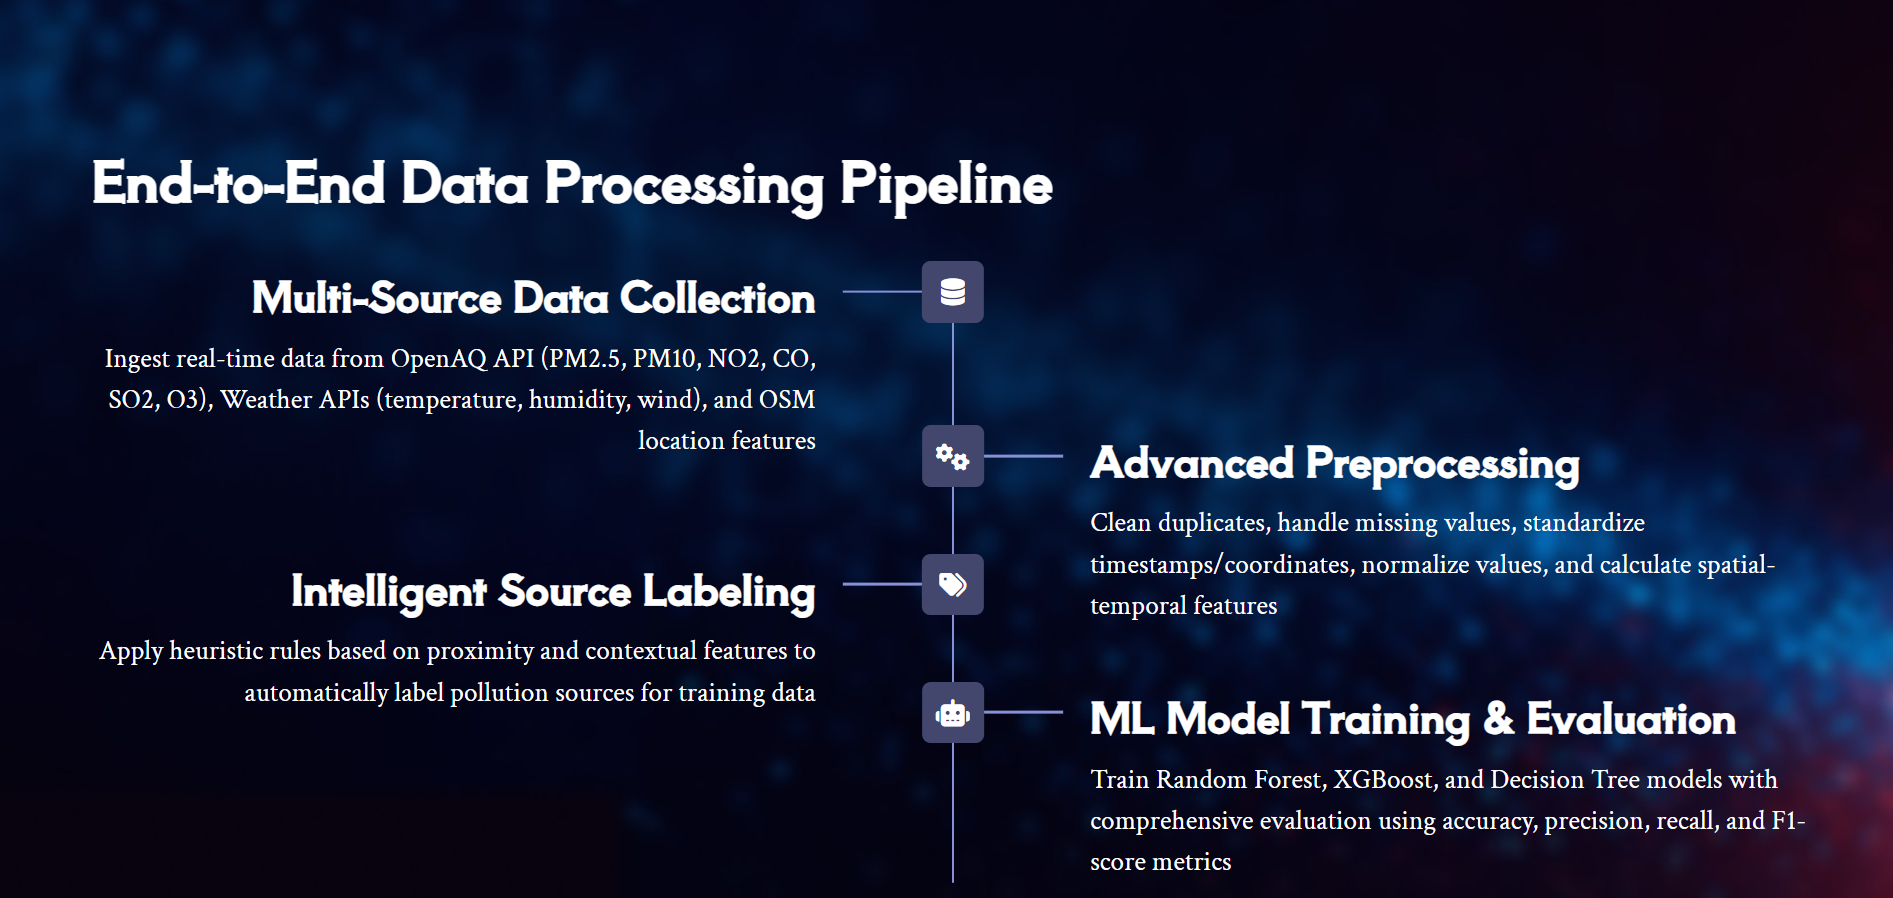 End-to-End Data Processing Pipeline
Multi-Source Data Collection
Ingest real-time data from OpenAQ API (PM2.5, PM10, NO2, CO,
SO2, O3), Weather APIs (temperature, humidity, wind), and OSM
location features
Advanced Preprocessing
Clean duplicates, handle missing values, standardize
timestamps/coordinates, normalize values, and calculate spatial-
temporal features
Intelligent Source Labeling
Apply heuristic rules based on proximity and contextual features to
automatically label pollution sources for training data
ML Model Training & Evaluation
Train Random Forest, XGBoost, and Decision Tree models with
comprehensive evaluation using accuracy, precision, recall, and F1-
score metrics